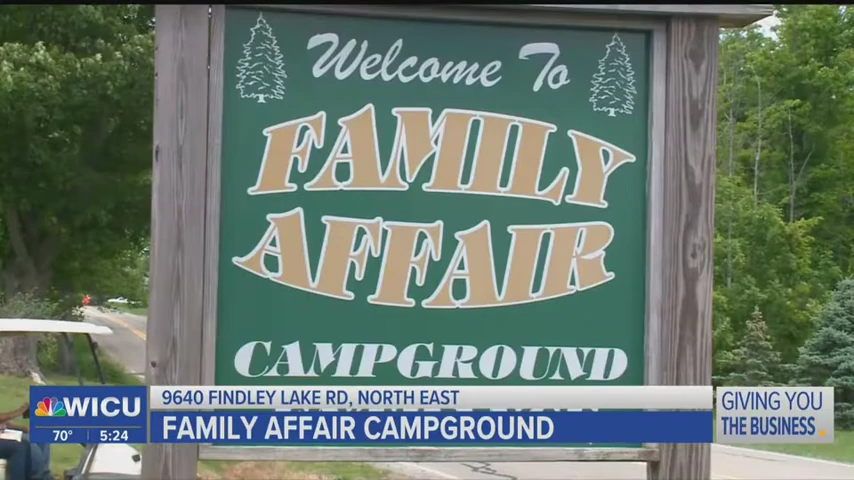 Welcome To
FAMILY
AFFAIR
CAMPGROUND
WICU
70° 5:24
9640 FINDLEY LAKE RD, NORTH EAST
FAMILY AFFAIR CAMPGROUND
GIVING YOU
THE BUSINESS.